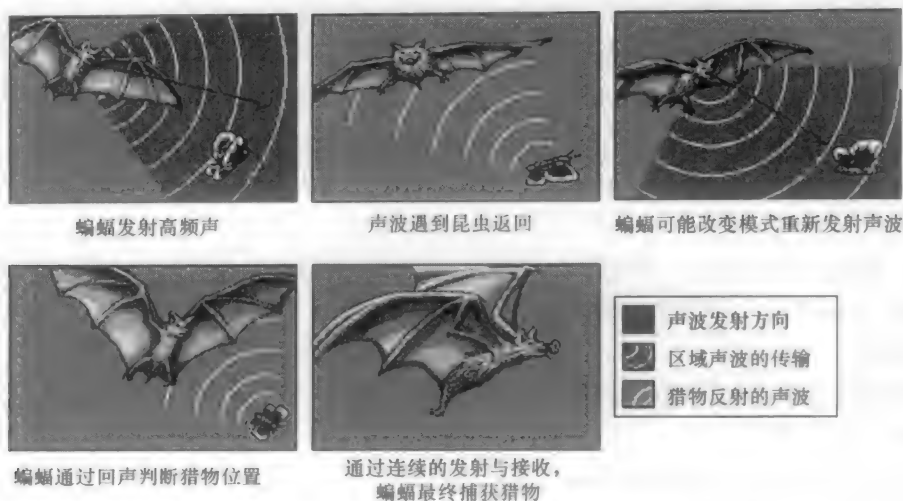 蝙蝠发射高频声
声波遇到昆虫返回
蝙蝠可能改变模式重新发射声波
蝙蝠通过回声判断猎物位置
通过连续的发射与接收，
蝙蝠最终捕获猎物
声波发射方向
区域声波的传输
猎物反射的声波